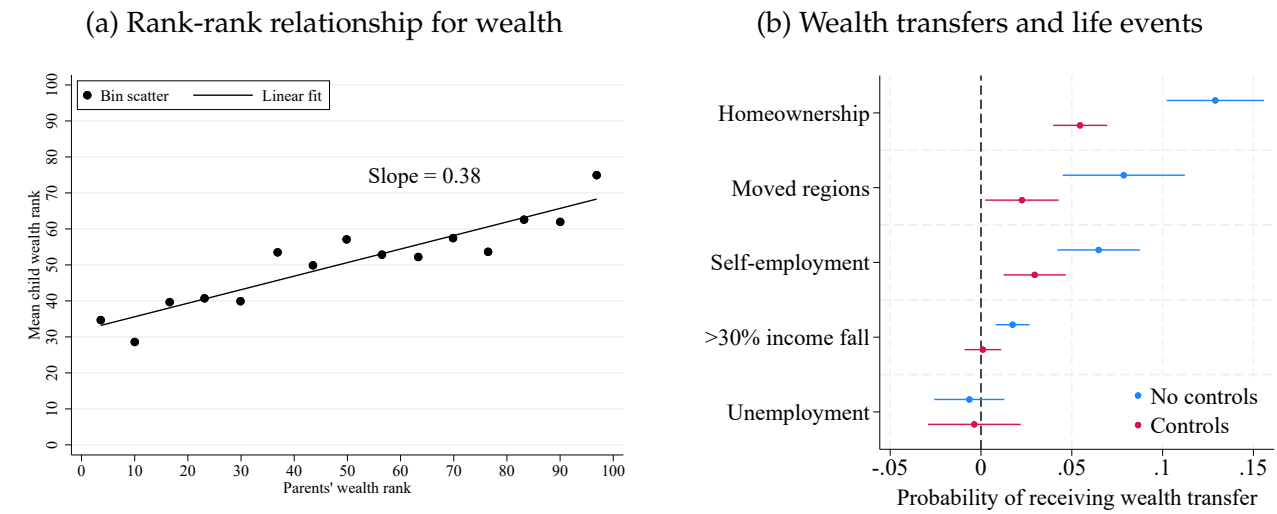 (a) Rank-rank relationship for wealth
Bin scatter
Linear fit
Slope = 0.38
Mean child wealth rank
100
90
80
70
60
50
40
30
20
10
0
0 10 20 30 40 50 60 70 80 90 100
Parents' wealth rank
(b) Wealth transfers and life events
Homeownership
Moved regions
Self-employment
>30% income fall
Unemployment
No controls
Controls
-.05 0 .05 .1 .15
Probability of receiving wealth transfer